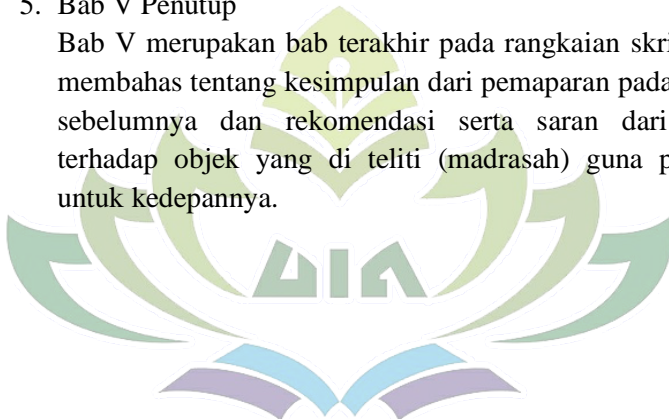 5. Bab V Penutup
Bab V merupakan bab terakhir pada rangkaian
membahas tentang kesimpulan dari pemaparan pada
sebelumnya dan rekomendasi serta saran dari
terhadap objek yang di teliti (madrasah) guna
untuk kedepannya.
UIN